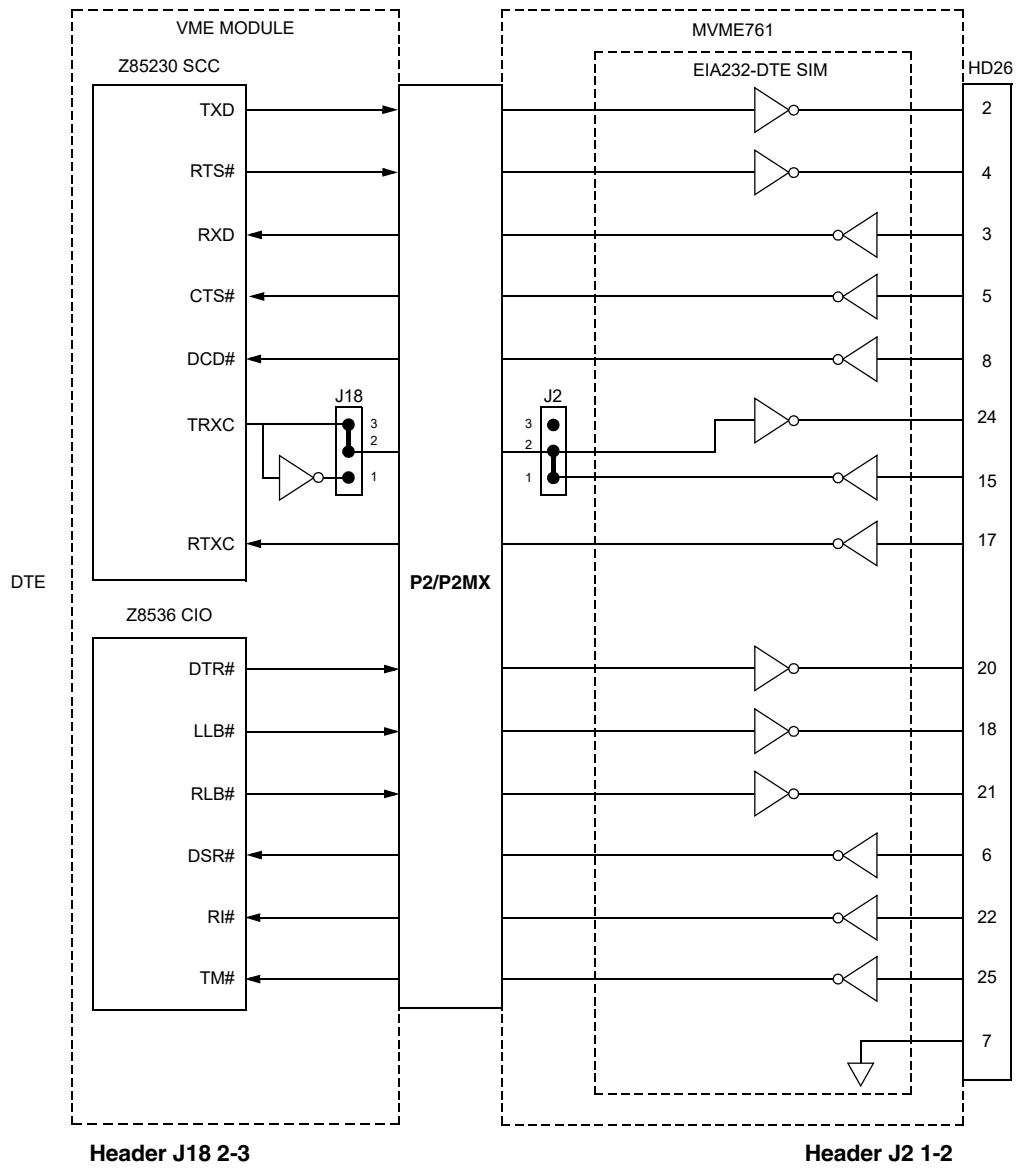 VME MODULE
MVME761
Z85230 SCC
EIA232-DTE SIM
HD26
TXD
2
RTS#
4
RXD
3
CTS#
5
DCD#
8
J18
J2
TRXC
3
2
1
3
2
1
24
15
RTXC
17
DTE
P2/P2MX
Z8536 CIO
DTR#
20
LLB#
18
RLB#
21
DSR#
6
RI#
22
TM#
25
7
Header J18 2-3
Header J2 1-2